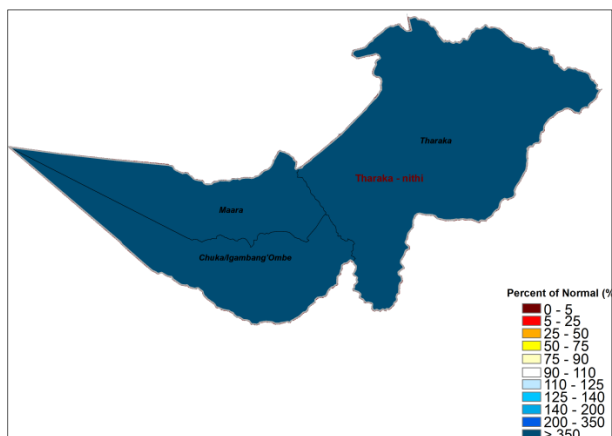 Tharaka
Tharaka - nithi
Maara
Chuka/Igambang'Ombe
Percent of Normal (%
0 - 5
5 - 25
25 - 50
50 - 75
75 - 90
90 - 110
110 - 125
125 - 140
140 - 200
200 - 350
> 350